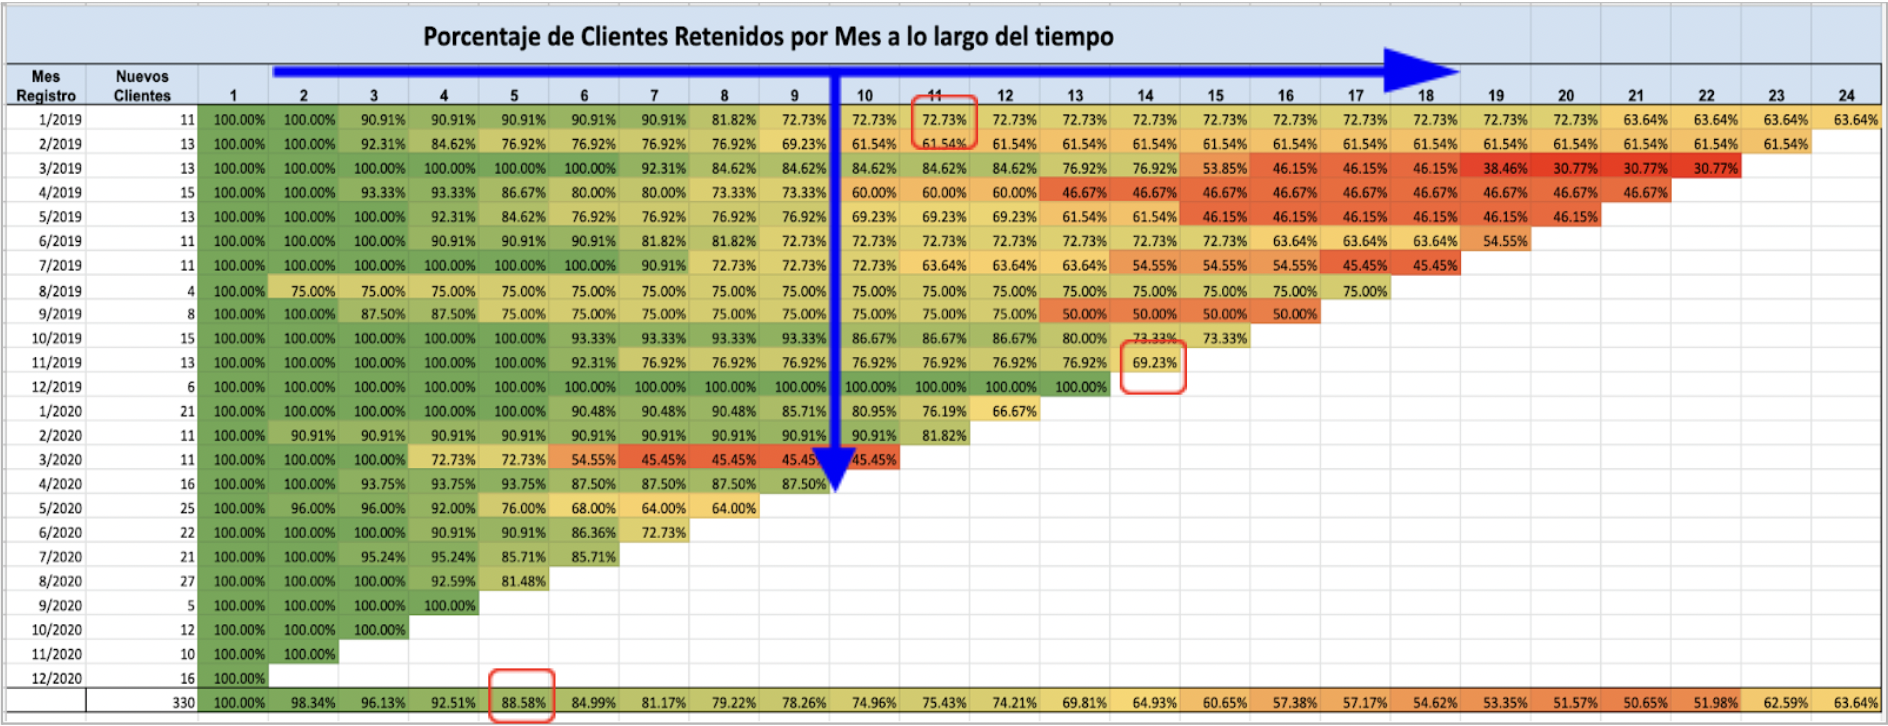 Porcentaje de Clientes Retenidos por Mes a lo largo del tiempo
Mes Registro Nuevos Clientes 1 2 3 4 5 6 7 8 9 10 11 12 13 14 15 16 17 18 19 20 21 22 23 24
1/2019 11 100.00% 100.00% 90.91% 90.91% 90.91% 90.91% 90.91% 81.82% 72.73% 72.73% 72.73% 72.73% 72.73% 72.73% 72.73% 72.73% 72.73% 72.73% 72.73% 72.73% 63.64% 63.64% 63.64% 63.64%
2/2019 13 100.00% 100.00% 92.31% 84.62% 76.92% 76.92% 76.92% 76.92% 69.23% 61.54% 61.54% 61.54% 61.54% 61.54% 61.54% 61.54% 61.54% 61.54% 61.54% 61.54% 61.54% 61.54% 61.54%
3/2019 13 100.00% 100.00% 100.00% 100.00% 100.00% 100.00% 92.31% 84.62% 84.62% 84.62% 84.62% 84.62% 76.92% 76.92% 53.85% 46.15% 46.15% 46.15% 38.46% 30.77% 30.77% 30.77%
4/2019 15 100.00% 100.00% 93.33% 93.33% 86.67% 80.00% 80.00% 73.33% 73.33% 60.00% 60.00% 60.00% 46.67% 46.67% 46.67% 46.67% 46.67% 46.67% 46.67% 46.67% 46.67%
5/2019 13 100.00% 100.00% 100.00% 92.31% 84.62% 76.92% 76.92% 76.92% 76.92% 69.23% 69.23% 69.23% 61.54% 61.54% 46.15% 46.15% 46.15% 46.15% 46.15% 46.15%
6/2019 11 100.00% 100.00% 100.00% 90.91% 90.91% 90.91% 81.82% 81.82% 72.73% 72.73% 72.73% 72.73% 72.73% 72.73% 72.73% 63.64% 63.64% 63.64% 54.55%
7/2019 11 100.00% 100.00% 100.00% 100.00% 100.00% 100.00% 90.91% 72.73% 72.73% 72.73% 63.64% 63.64% 63.64% 54.55% 54.55% 54.55% 45.45% 45.45%
8/2019 4 100.00% 75.00% 75.00% 75.00% 75.00% 75.00% 75.00% 75.00% 75.00% 75.00% 75.00% 75.00% 75.00% 75.00% 75.00% 75.00% 75.00%
9/2019 8 100.00% 100.00% 87.50% 87.50% 75.00% 75.00% 75.00% 75.00% 75.00% 75.00% 75.00% 75.00% 50.00% 50.00% 50.00% 50.00%
10/2019 15 100.00% 100.00% 100.00% 100.00% 100.00% 93.33% 93.33% 93.33% 93.33% 86.67% 86.67% 86.67% 80.00% 73.33% 73.33%
11/2019 13 100.00% 100.00% 100.00% 100.00% 100.00% 92.31% 76.92% 76.92% 76.92% 76.92% 76.92% 76.92% 76.92% 69.23%
12/2019 6 100.00% 100.00% 100.00% 100.00% 100.00% 100.00% 100.00% 100.00% 100.00% 100.00% 100.00% 100.00% 100.00%
1/2020 21 100.00% 100.00% 100.00% 100.00% 100.00% 90.48% 90.48% 90.48% 85.71% 80.95% 76.19% 66.67%
2/2020 11 100.00% 90.91% 90.91% 90.91% 90.91% 90.91% 90.91% 90.91% 90.91% 90.91% 81.82%
3/2020 11 100.00% 100.00% 100.00% 72.73% 72.73% 54.55% 45.45% 45.45% 45.45 45.45%
4/2020 16 100.00% 100.00% 93.75% 93.75% 93.75% 87.50% 87.50% 87.50% 87.50%
5/2020 25 100.00% 96.00% 96.00% 92.00% 76.00% 68.00% 64.00% 64.00%
6/2020 22 100.00% 100.00% 100.00% 90.91% 90.91% 86.36% 72.73%
7/2020 21 100.00% 100.00% 95.24% 95.24% 85.71% 85.71%
8/2020 27 100.00% 100.00% 100.00% 92.59% 81.48%
9/2020 5 100.00% 100.00% 100.00% 100.00%
10/2020 12 100.00% 100.00% 100.00%
11/2020 10 100.00% 100.00%
12/2020 16 100.00%
330 100.00% 98.34% 96.13% 92.51% 88.58% 84.99% 81.17% 79.22% 78.26% 74.96% 75.43% 74.21% 69.81% 64.93% 60.65% 57.38% 57.17% 54.62% 53.35% 51.57% 50.65% 51.98% 62.59% 63.64%